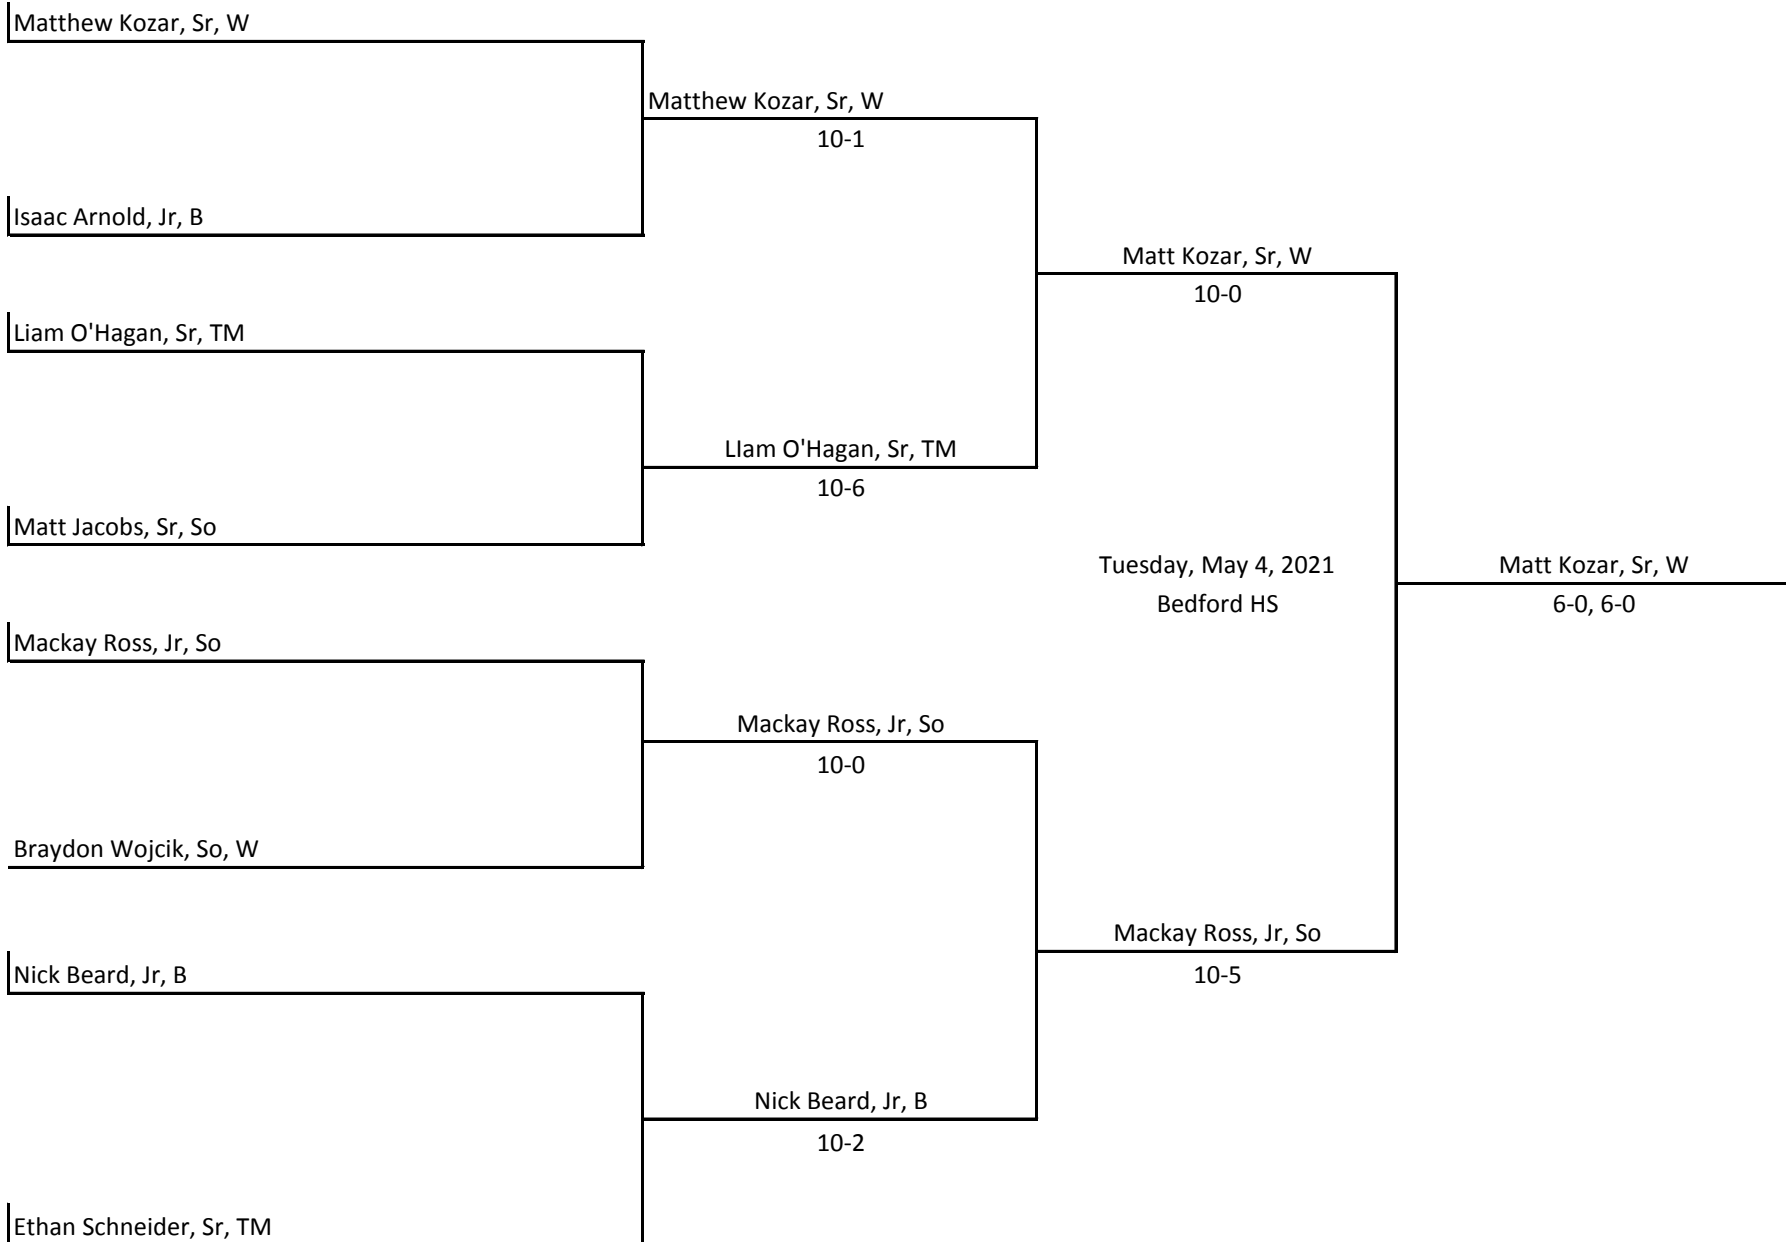 Matthew Kozar, Sr, W
Matthew Kozar, Sr, W
10-1
Isaac Arnold, Jr, B
Matt Kozar, Sr, W
10-0
Liam O'Hagan, Sr, TM
LIam O'Hagan, Sr, TM
10-6
Matt Jacobs, Sr, So
Tuesday, May 4, 2021
Bedford HS
Matt Kozar, Sr, W
6-0, 6-0
Mackay Ross, Jr, So
Mackay Ross, Jr, So
10-0
Braydon Wojcik, So, W
Mackay Ross, Jr, So
10-5
Nick Beard, Jr, B
Nick Beard, Jr, B
10-2
Ethan Schneider, Sr, TM